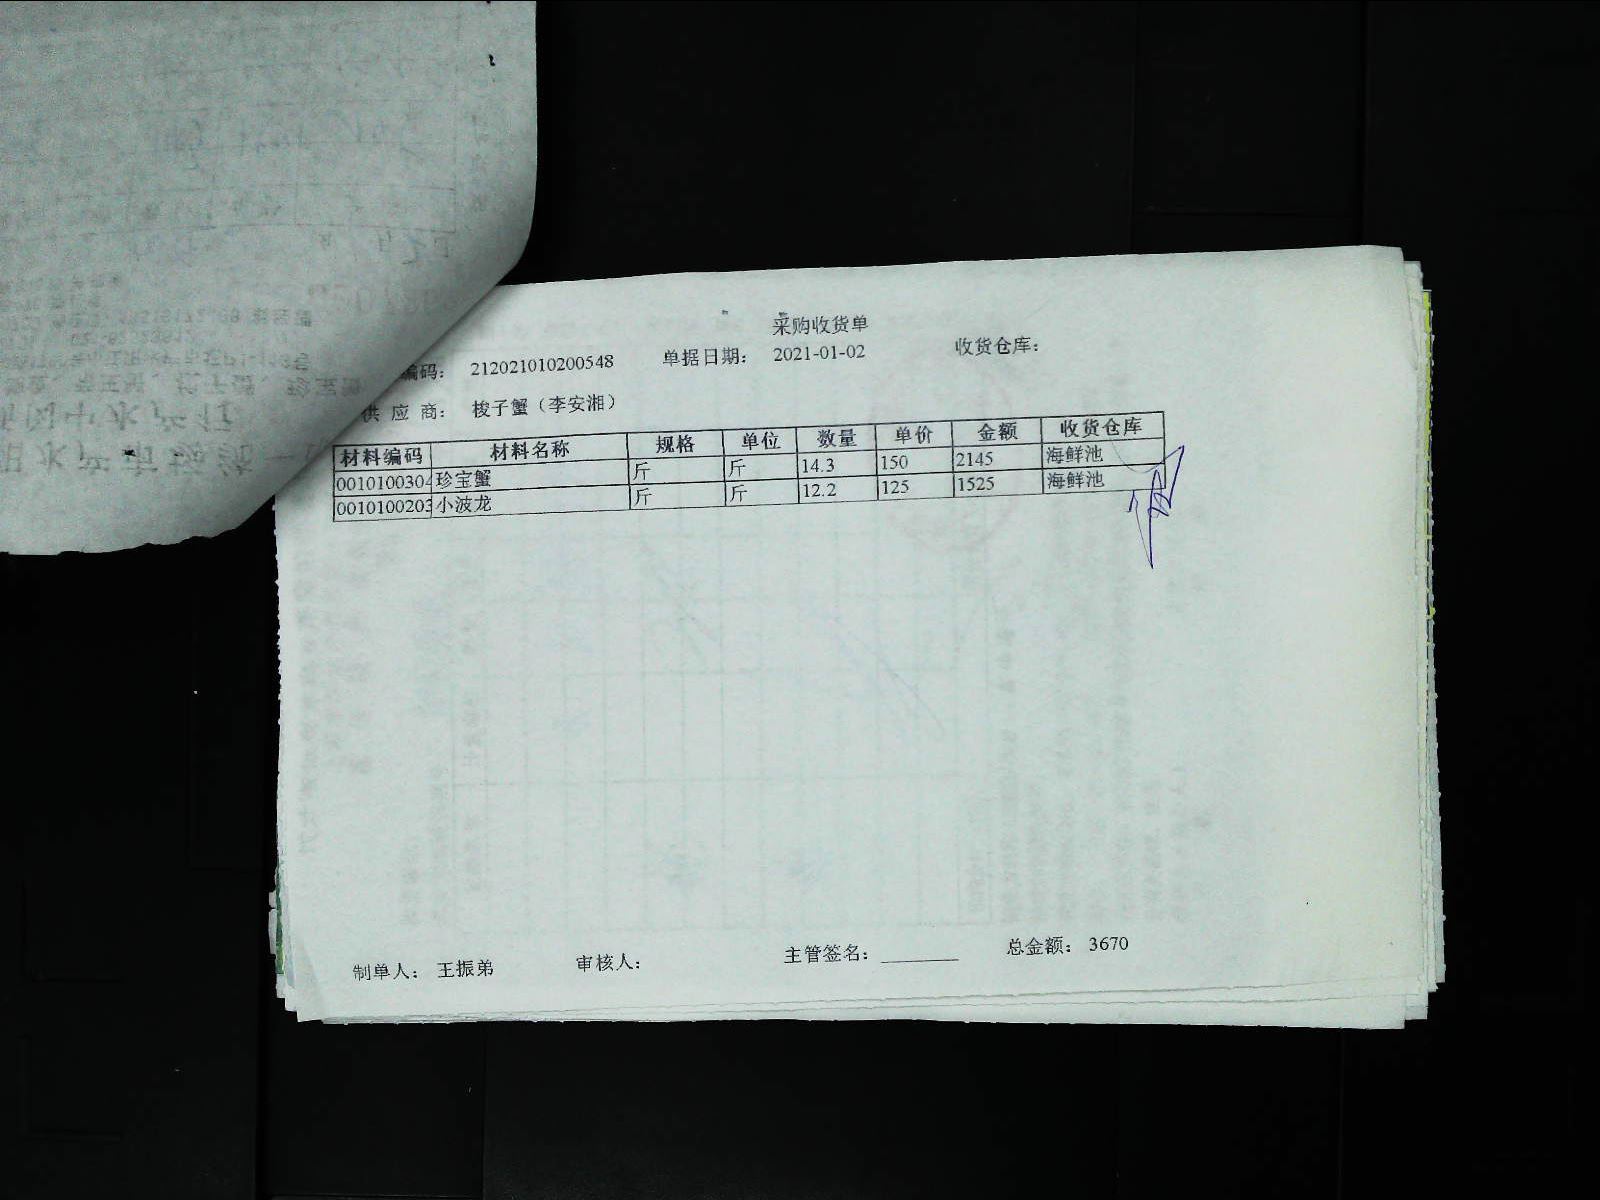 采购收货单
编码： 212021010200548 单据日期： 2021-01-02 收货仓库：
供 应 商： 梭子蟹（李安湘）
材料编码 材料名称 规格 单位 数量 单价 金额 收货仓库
0010100304 珍宝蟹 斤 斤 14.3 150 2145 海鲜池
0010100203 小波龙 斤 斤 12.2 125 1525 海鲜池
制单人： 王振弟 审核人： 主管签名： 总金额： 3670